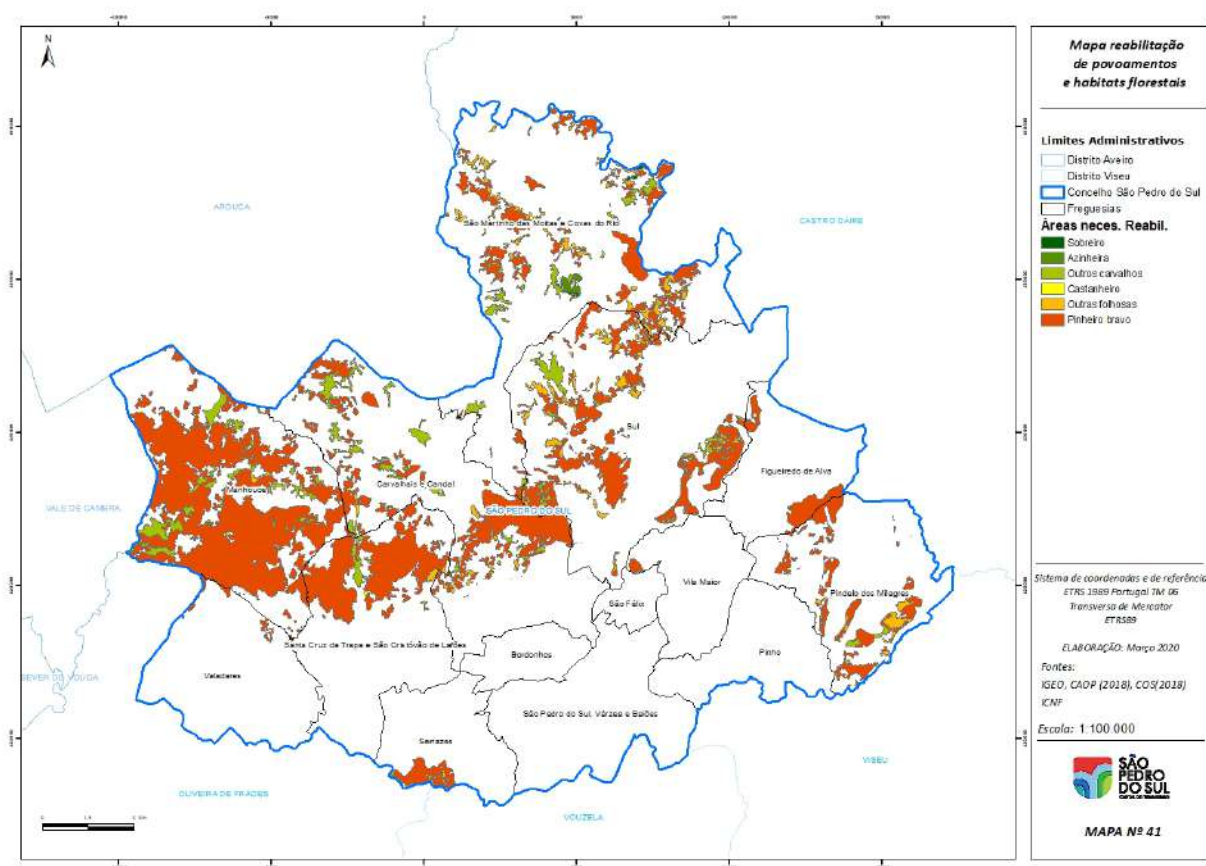 Mapa reabilitação
de povoamentos
e habitats florestais
Limites Administrativos
Distrito Aveiro
Distrito Viseu
Concelho São Pedro do Sul
Freguesias
Áreas neces. Reabil.
Sobreiro
Azinheira
Outros carvalhos
Castanheiro
Outras folhosas
Pinheiro bravo
Sistema de coordenadas e de referência
ETRS 1989 Portugal TM 06
Transversa de Mercator
ETRS89
ELABORAÇÃO: Março 2020
Fontes:
IGEO, CAOP (2018), COS(2018)
ICNF
Escala: 1:100 000
SÃO
PEDRO
DO SUL
MAPA Nº 41
N
AROUCA
CASTRO DAIRE
São Martinho das Moitas e Covas do Rio
Sul
Manhouce
Carvalhais e Candal
Figueiredo de Alva
SÃO PEDRO DO SUL
VALE DE CAMBRA
Vila Maior
Pindelo dos Milagres
São Félix
Santa Cruz da Trapa e São Cristóvão de Lafões
Bordonhos
Pinho
Valadares
SEVER DO VOUGA
São Pedro do Sul, Várzea e Baiões
Serrazes
VISEU
OLIVEIRA DE FRADES
VOUZELA